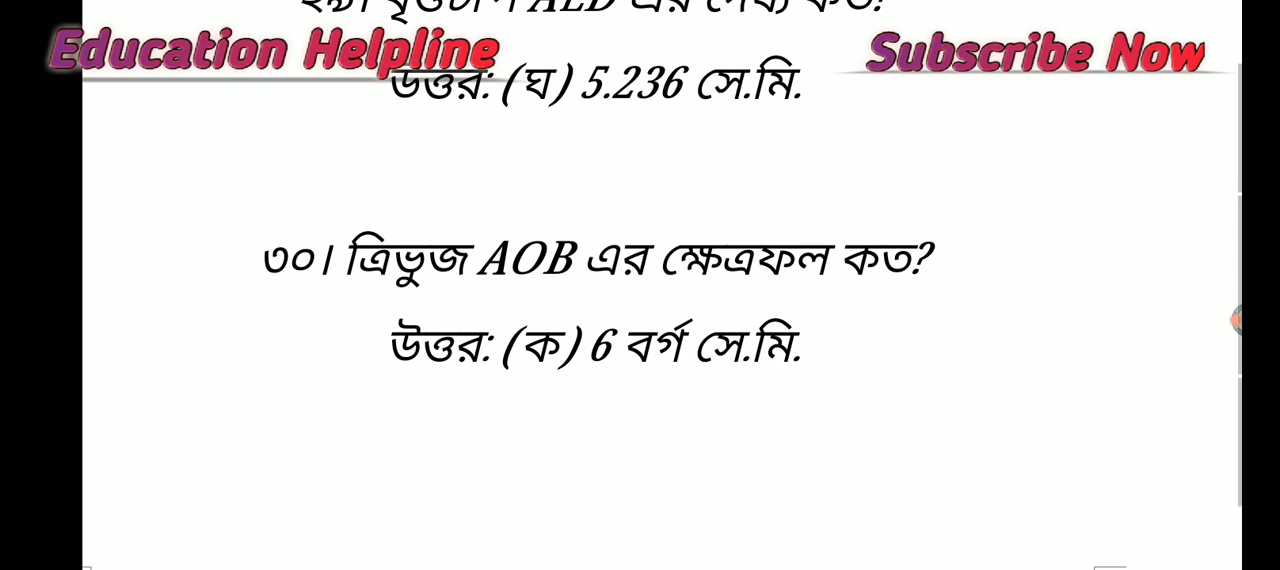 Education Helpline
Subscribe Now
উত্তর: (ঘ) 5.236 সে.মি.
৩০। ত্রিভুজ AOB এর ক্ষেত্রফল কত?
উত্তর: (ক) 6 বর্গ সে.মি.